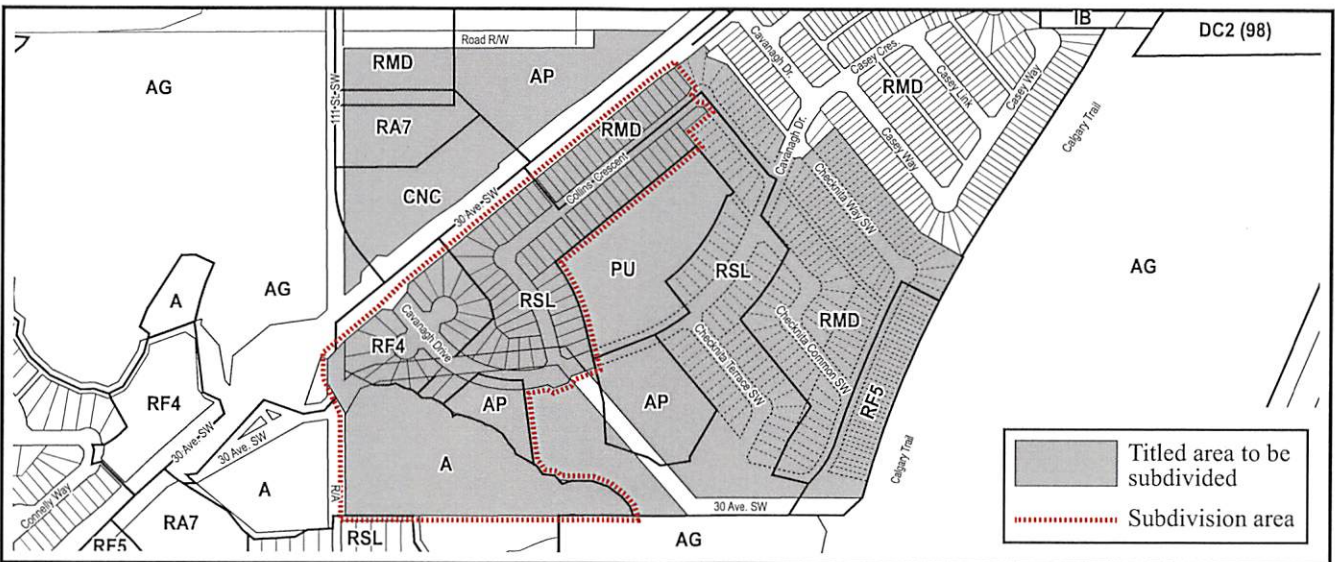 IB
DC2 (98)
Road R/W
Cavanagh Dr.
Casey Cres.
RMD
AP
AG
RMD
Casey Link
Casey Way
111 St. SW
RA7
RMD
Calgary Trail
Collins Crescent
Casey Way
Cavanagh Dr.
CNC
30 Ave. SW
Checknita Way SW
PU
RSL
AG
A
AG
RSL
RMD
Cavanagh Drive
RF4
Checknita Terrace SW
Checknita Common SW
RF4
AP
AP
RF5
30 Ave. SW
30 Ave. SW
A
Calgary Trail
Titled area to be
subdivided
A
R/A
30 Ave. SW
Connelly Way
RA7
Subdivision area
RF5
RSL
AG